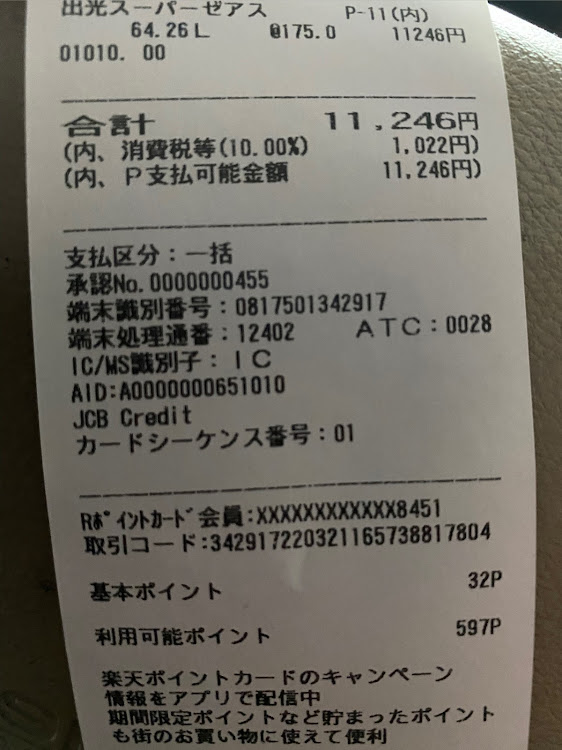 出光スーパーゼアス P-11(内)
64.26L @175.0 11246円
01010. 00
合計 11,246円
(内、消費税等(10.00%) 1,022円)
(内、P支払可能金額 11,246円)
支払区分:一括
承認No.0000000455
端末識別番号:0817501342917
端末処理通番:12402 ATC:0028
IC/MS識別子:IC
AID:A0000000651010
JCB Credit
カードシーケンス番号:01
Rポイントカード会員:XXXXXXXXXXXX8451
取引コード:3429172203211657388 17804
基本ポイント 32P
利用可能ポイント 597P
楽天ポイントカードのキャンペーン
情報をアプリで配信中
期間限定ポイントなど貯まったポイント
も街のお買い物に使えて便利